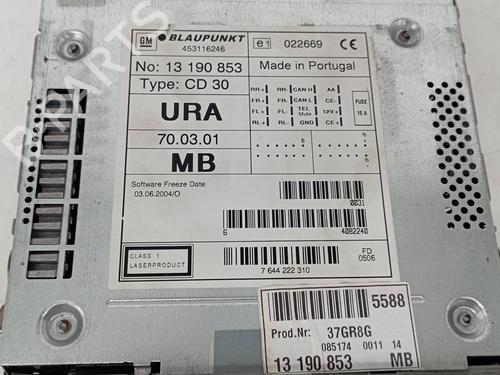 GM BLAUPUNKT
453116246
e1 022669 CE
No: 13 190 853
Made in Portugal
Type: CD 30
URA
70.03.01
MB
RR+ RR- CAN H AA
FR+ FR- CAN L CE-
FL+ FL- TEL Mute 12V+
RL+ RL- GND CE+
FUSE
10 A
Software Freeze Date
03.06.2004/O
0031
6 4082240
CLASS 1
LASERPRODUCT
7 644 222 310
FD
0506
5588
Prod.Nr: 37GR8G
085174 0011 14
13 190 853 MB
B-PARTS